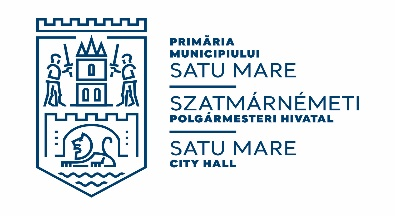 PRIMĂRIA
MUNICIPIULUI
SATU MARE
SZATMÁRNÉMETI
POLGÁRMESTERI HIVATAL
SATU MARE
CITY HALL